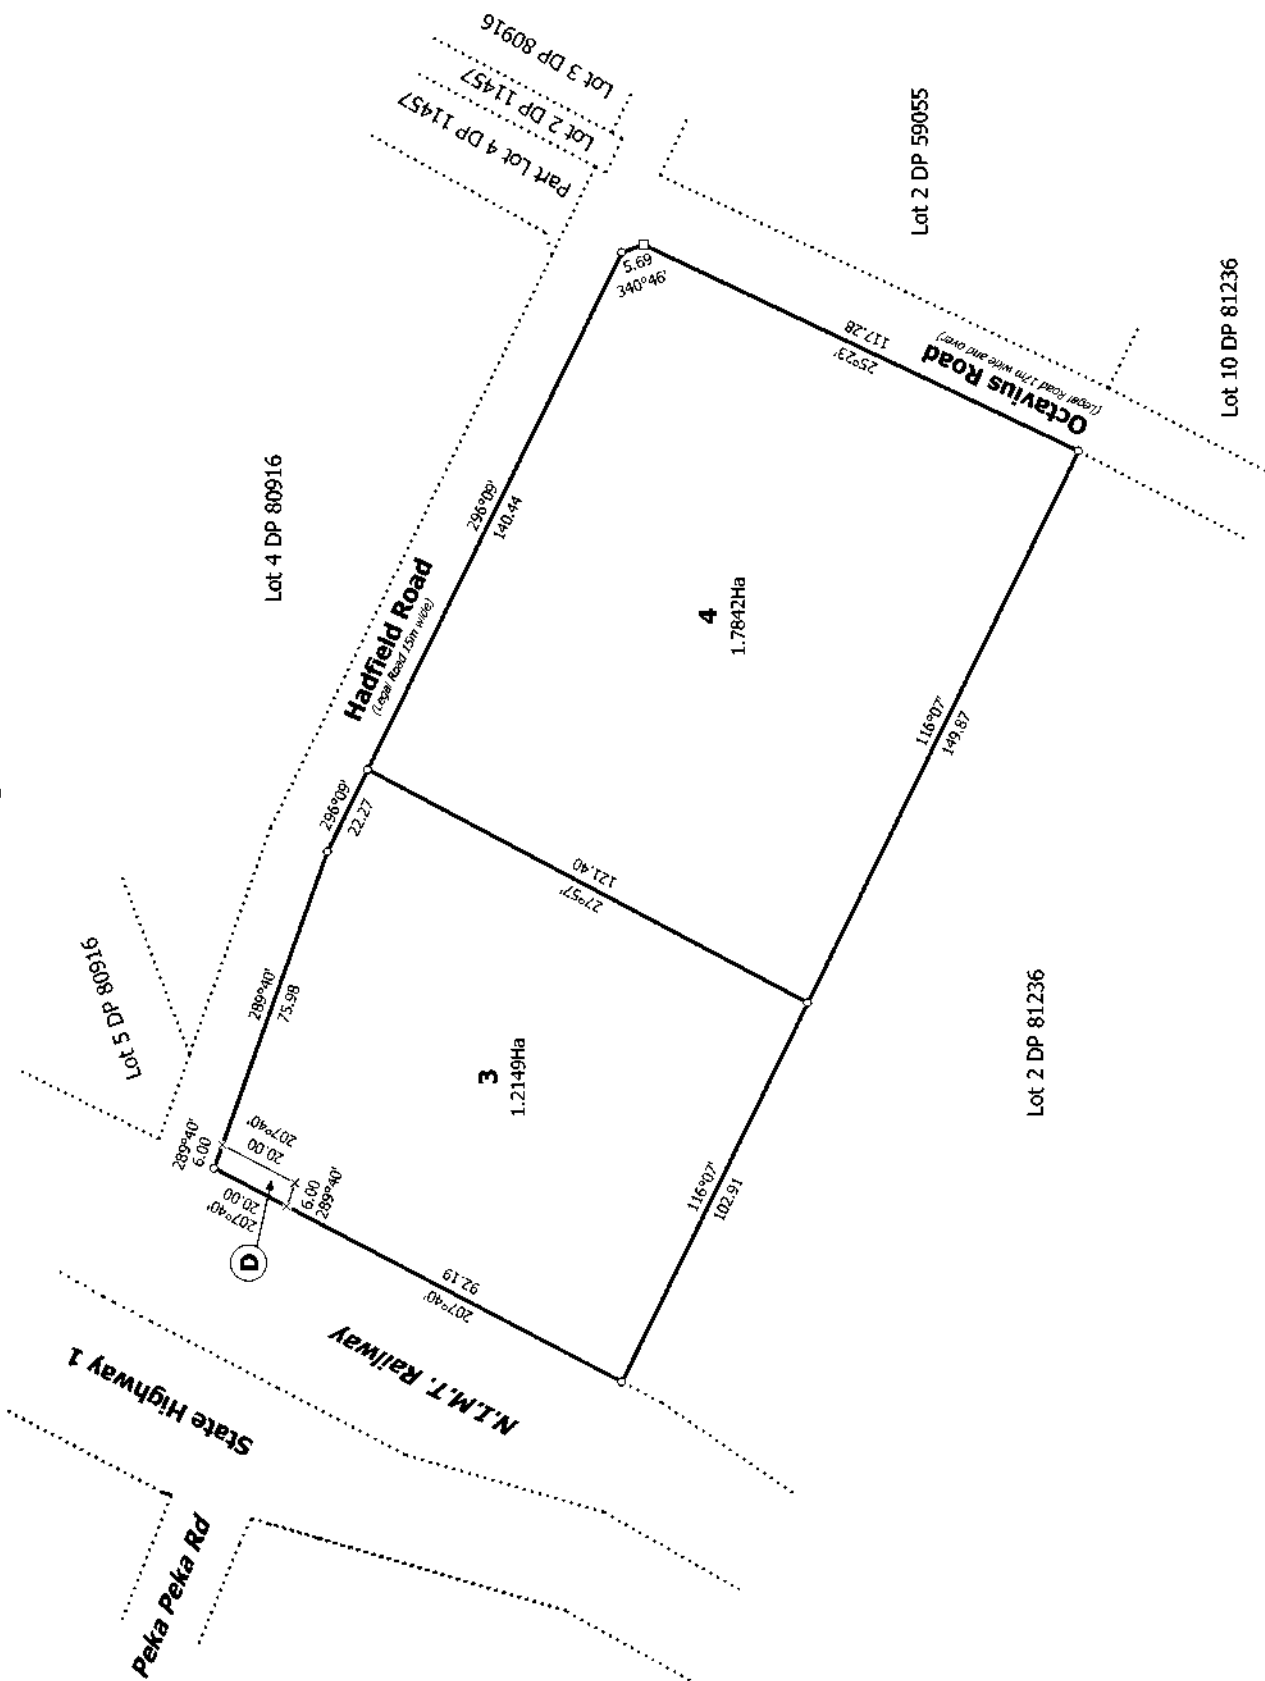 Lot 3 DP 80916
Lot 2 DP 11457
Part Lot 4 DP 11457
Lot 2 DP 59055
Lot 10 DP 81236
Octavius Road
(Legal Road 17m wide and over)
5.69
340°46'
117.28
25°23'
Lot 4 DP 80916
Hadfield Road
(Legal Road 15m wide)
296°09'
140.44
4
1.7842Ha
116°07'
149.87
296°09'
22.27
121.40
27°57'
Lot 5 DP 80916
289°40'
75.98
3
1.2149Ha
Lot 2 DP 81236
289°40'
6.00
207°40'
20.00
6.00
289°40'
20.00
207°40'
D
116°07'
102.91
92.19
207°40'
N.I.M.T. Railway
State Highway 1
Peka Peka Rd